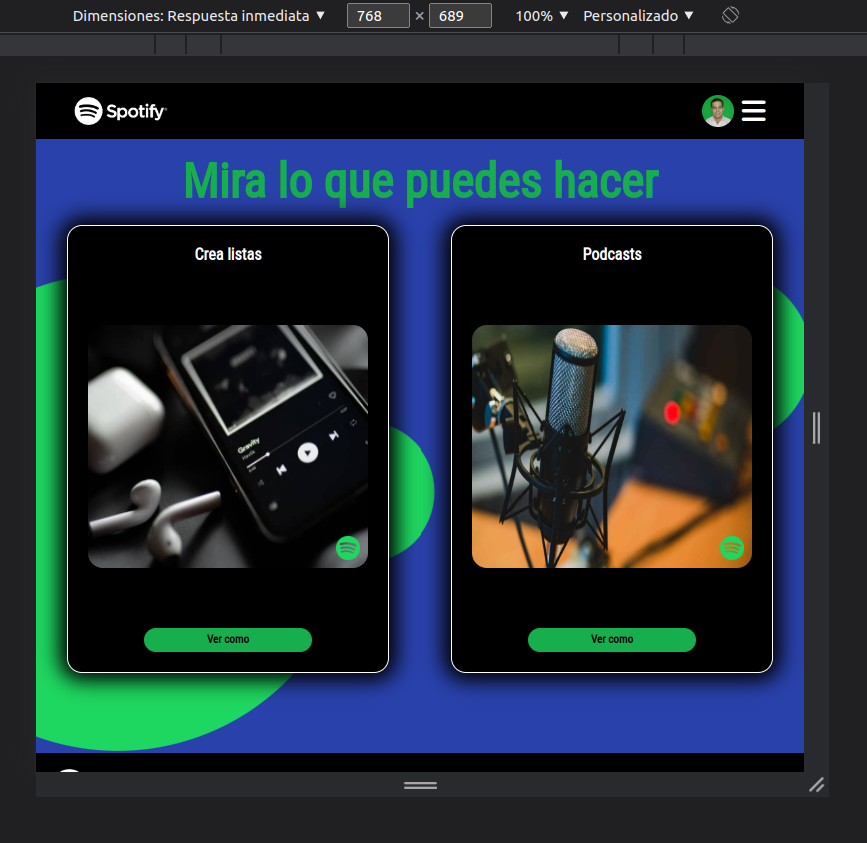 Dimensiones: Respuesta inmediata ▼ 768 × 689 100% ▼ Personalizado ▼
Spotify
Mira lo que puedes hacer
Crea listas
Podcasts
Gravity
Ver como
Ver como